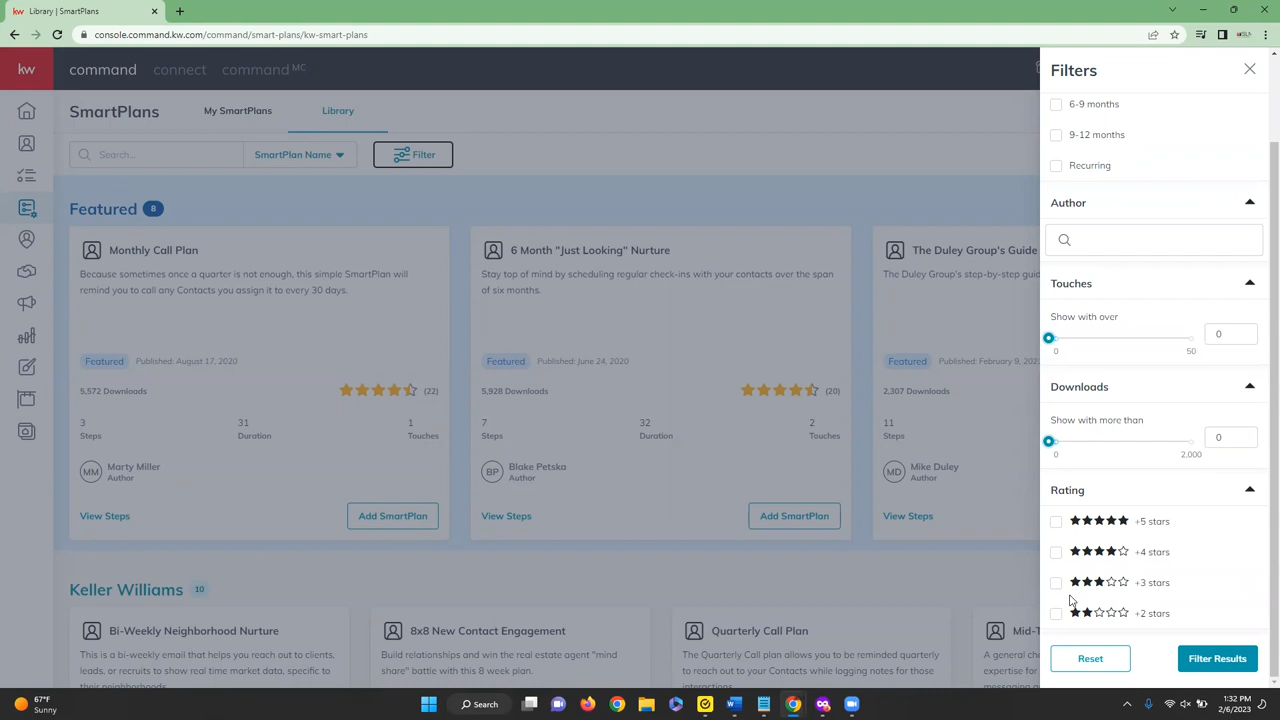 Library | SmartPlans
console.command.kw.com/command/smart-plans/kw-smart-plans
kw command connect command MC
SmartPlans My SmartPlans Library
Search... SmartPlan Name Filter
Featured 8
Monthly Call Plan
Because sometimes once a quarter is not enough, this simple SmartPlan will
remind you to call any Contacts you assign it to every 30 days.
Featured Published: August 17, 2020
5,572 Downloads (22)
3 31 1
Steps Duration Touches
MM Marty Miller
Author
View Steps Add SmartPlan
6 Month "Just Looking" Nurture
Stay top of mind by scheduling regular check-ins with your contacts over the span
of six months.
Featured Published: June 24, 2020
5,928 Downloads (20)
7 32 2
Steps Duration Touches
BP Blake Petska
Author
View Steps Add SmartPlan
The Duley Group's Guide
The Duley Group's step-by-step
Featured Published: February 9,
2,307 Downloads
11
Steps
MD Mike Duley
Author
View Steps
Keller Williams 10
Bi-Weekly Neighborhood Nurture
This is a bi-weekly email that helps you reach out to clients,
leads, or recruits to show real time market data, specific to
their neighborhoods.
8x8 New Contact Engagement
Build relationships and win the real estate agent "mind
share" battle with this 8 week plan.
Quarterly Call Plan
The Quarterly Call plan allows you to be reminded quarterly
to reach out to your Contacts while logging notes for those
interactions.
A general
expertise for
Filters
6-9 months
9-12 months
Recurring
Author
Touches
Show with over
0
0 50
Downloads
Show with more than
0
0 2,000
Rating
+5 stars
+4 stars
+3 stars
+2 stars
Reset Filter Results
67°F
Sunny
Search
1:32 PM
2/6/2023